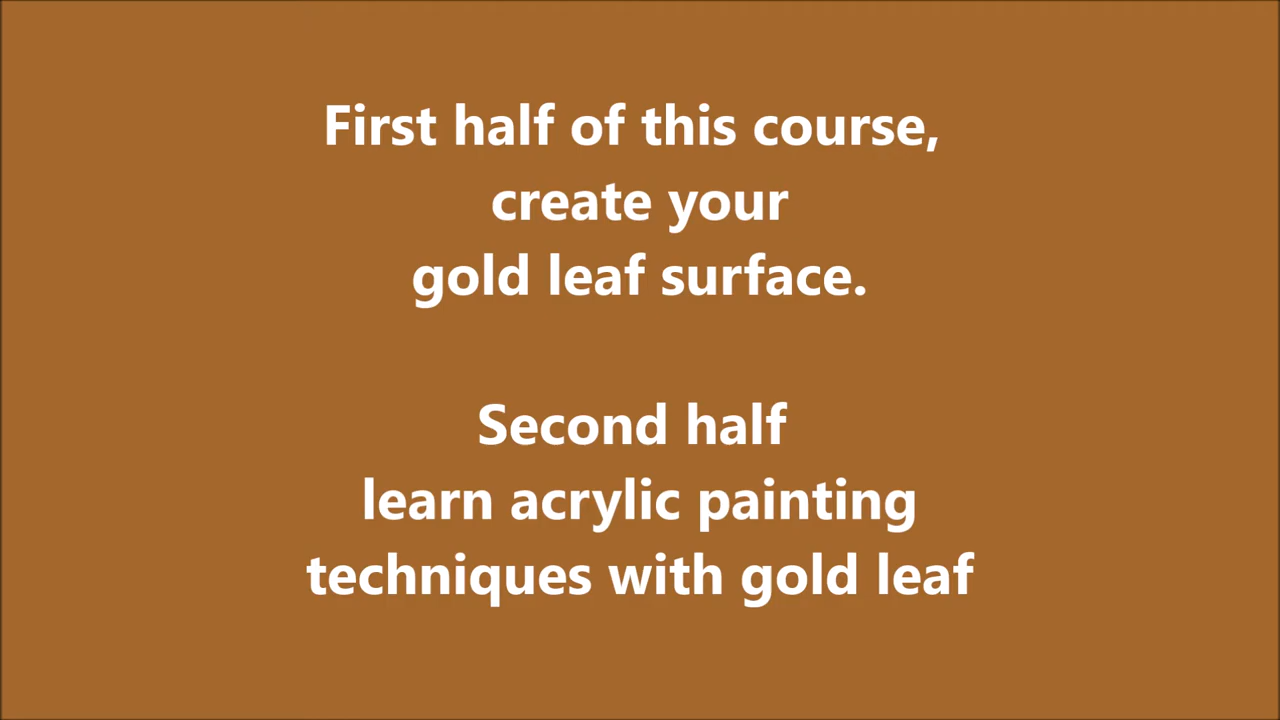 First half of this course,
create your
gold leaf surface.
Second half
learn acrylic painting
techniques with gold leaf